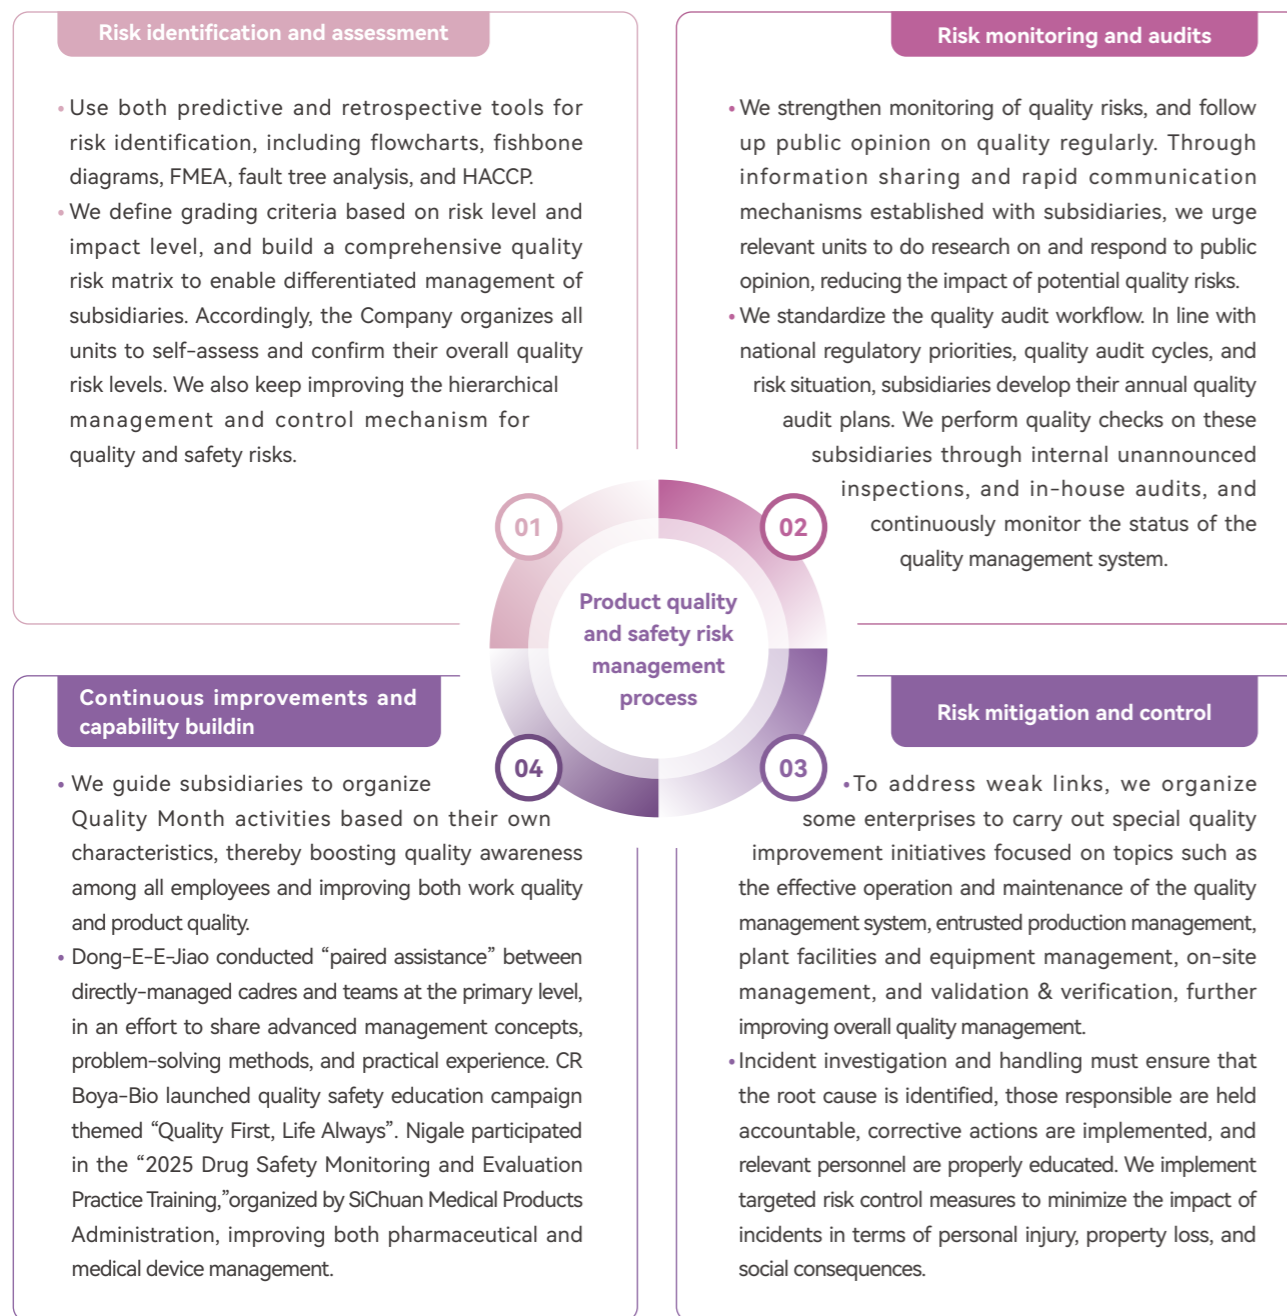 Risk identification and assessment
• Use both predictive and retrospective tools for
risk identification, including flowcharts, fishbone
diagrams, FMEA, fault tree analysis, and HACCP.
• We define grading criteria based on risk level and
impact level, and build a comprehensive quality
risk matrix to enable differentiated management of
subsidiaries. Accordingly, the Company organizes all
units to self-assess and confirm their overall quality
risk levels. We also keep improving the hierarchical
management and control mechanism for
quality and safety risks.
01
Risk monitoring and audits
• We strengthen monitoring of quality risks, and follow
up public opinion on quality regularly. Through
information sharing and rapid communication
mechanisms established with subsidiaries, we urge
relevant units to do research on and respond to public
opinion, reducing the impact of potential quality risks.
• We standardize the quality audit workflow. In line with
national regulatory priorities, quality audit cycles, and
risk situation, subsidiaries develop their annual quality
audit plans. We perform quality checks on these
subsidiaries through internal unannounced
inspections, and in-house audits, and
continuously monitor the status of the
quality management system.
02
Product quality
and safety risk
management
process
Continuous improvements and
capability buildin
04
• We guide subsidiaries to organize
Quality Month activities based on their own
characteristics, thereby boosting quality awareness
among all employees and improving both work quality
and product quality.
• Dong-E-E-Jiao conducted “paired assistance” between
directly-managed cadres and teams at the primary level,
in an effort to share advanced management concepts,
problem-solving methods, and practical experience. CR
Boya-Bio launched quality safety education campaign
themed “Quality First, Life Always”. Nigale participated
in the “2025 Drug Safety Monitoring and Evaluation
Practice Training,”organized by SiChuan Medical Products
Administration, improving both pharmaceutical and
medical device management.
Risk mitigation and control
03
•To address weak links, we organize
some enterprises to carry out special quality
improvement initiatives focused on topics such as
the effective operation and maintenance of the quality
management system, entrusted production management,
plant facilities and equipment management, on-site
management, and validation & verification, further
improving overall quality management.
•Incident investigation and handling must ensure that
the root cause is identified, those responsible are held
accountable, corrective actions are implemented, and
relevant personnel are properly educated. We implement
targeted risk control measures to minimize the impact of
incidents in terms of personal injury, property loss, and
social consequences.